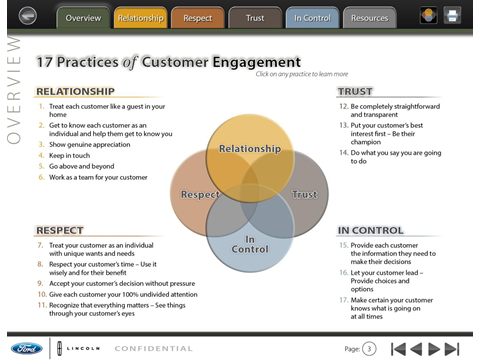 Overview
Relationship
Respect
Trust
In Control
Resources
OVERVIEW
17 Practices of Customer Engagement
Click on any practice to learn more
RELATIONSHIP
1. Treat each customer like a guest in your
home
2. Get to know each customer as an
individual and help them get to know you
3. Show genuine appreciation
4. Keep in touch
5. Go above and beyond
6. Work as a team for your customer
TRUST
12. Be completely straightforward
and transparent
13. Put your customer's best
interest first – Be their
champion
14. Do what you say you are going
to do
Relationship
Respect
Trust
In
Control
RESPECT
7. Treat your customer as an individual
with unique wants and needs
8. Respect your customer's time – Use it
wisely and for their benefit
9. Accept your customer's decision without pressure
10. Give each customer your 100% undivided attention
11. Recognize that everything matters – See things
through your customer's eyes
IN CONTROL
15. Provide each customer
the information they need to
make their decisions
16. Let your customer lead –
Provide choices and
options
17. Make certain your customer
knows what is going on
at all times
Ford
LINCOLN
CONFIDENTIAL
Page: 3